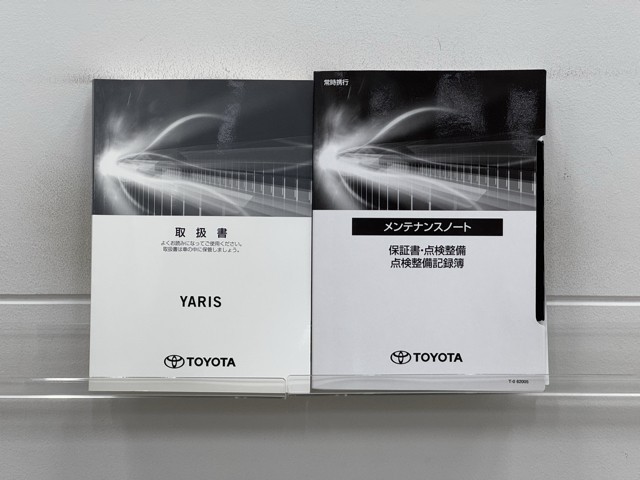 取扱書
よくお読みになってご使用ください。
取扱書は車の中に保管しましょう。
YARIS
TOYOTA
常時携行
メンテナンスノート
保証書・点検整備
点検整備記録簿
TOYOTA